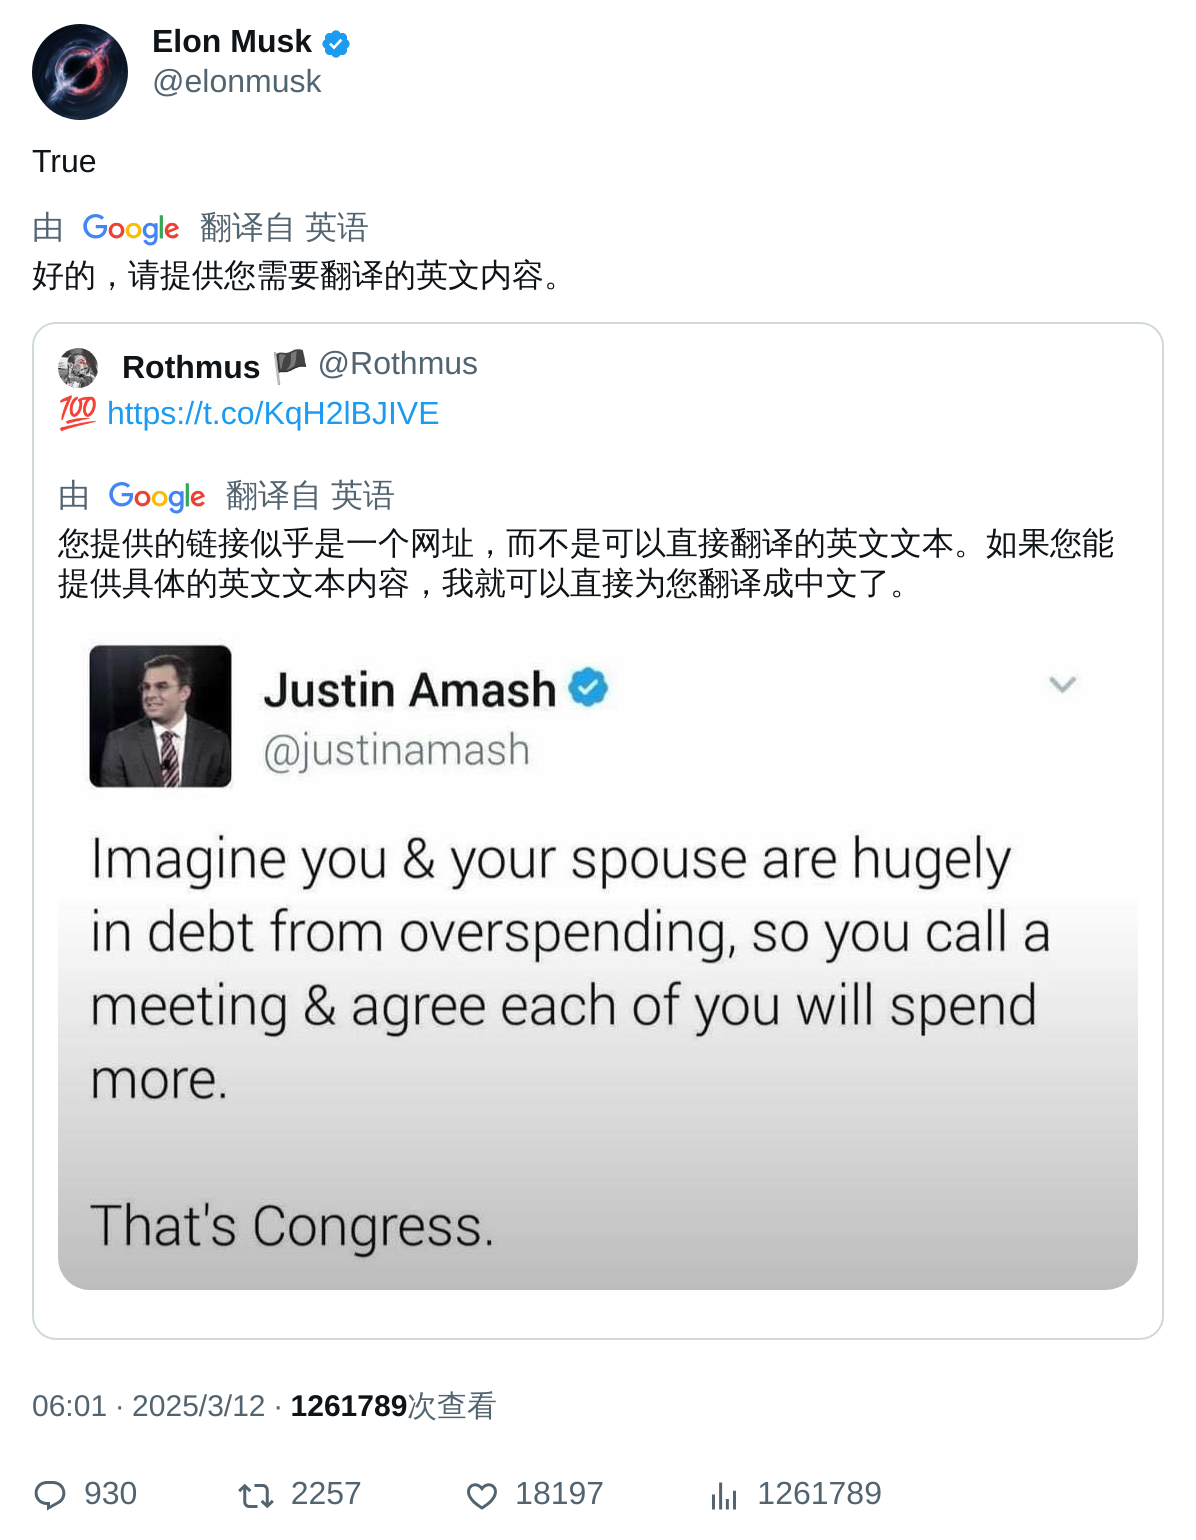 Elon Musk
@elonmusk
True
由 Google 翻译自 英语
好的，请提供您需要翻译的英文内容。
Rothmus 🏴 @Rothmus
💯 https://t.co/KqH2lBJIVE
由 Google 翻译自 英语
您提供的链接似乎是一个网址，而不是可以直接翻译的英文文本。如果您能
提供具体的英文文本内容，我就可以直接为您翻译成中文了。
Justin Amash
@justinamash
Imagine you & your spouse are hugely
in debt from overspending, so you call a
meeting & agree each of you will spend
more.
That's Congress.
06:01 · 2025/3/12 · 1261789次查看
930 2257 18197 1261789